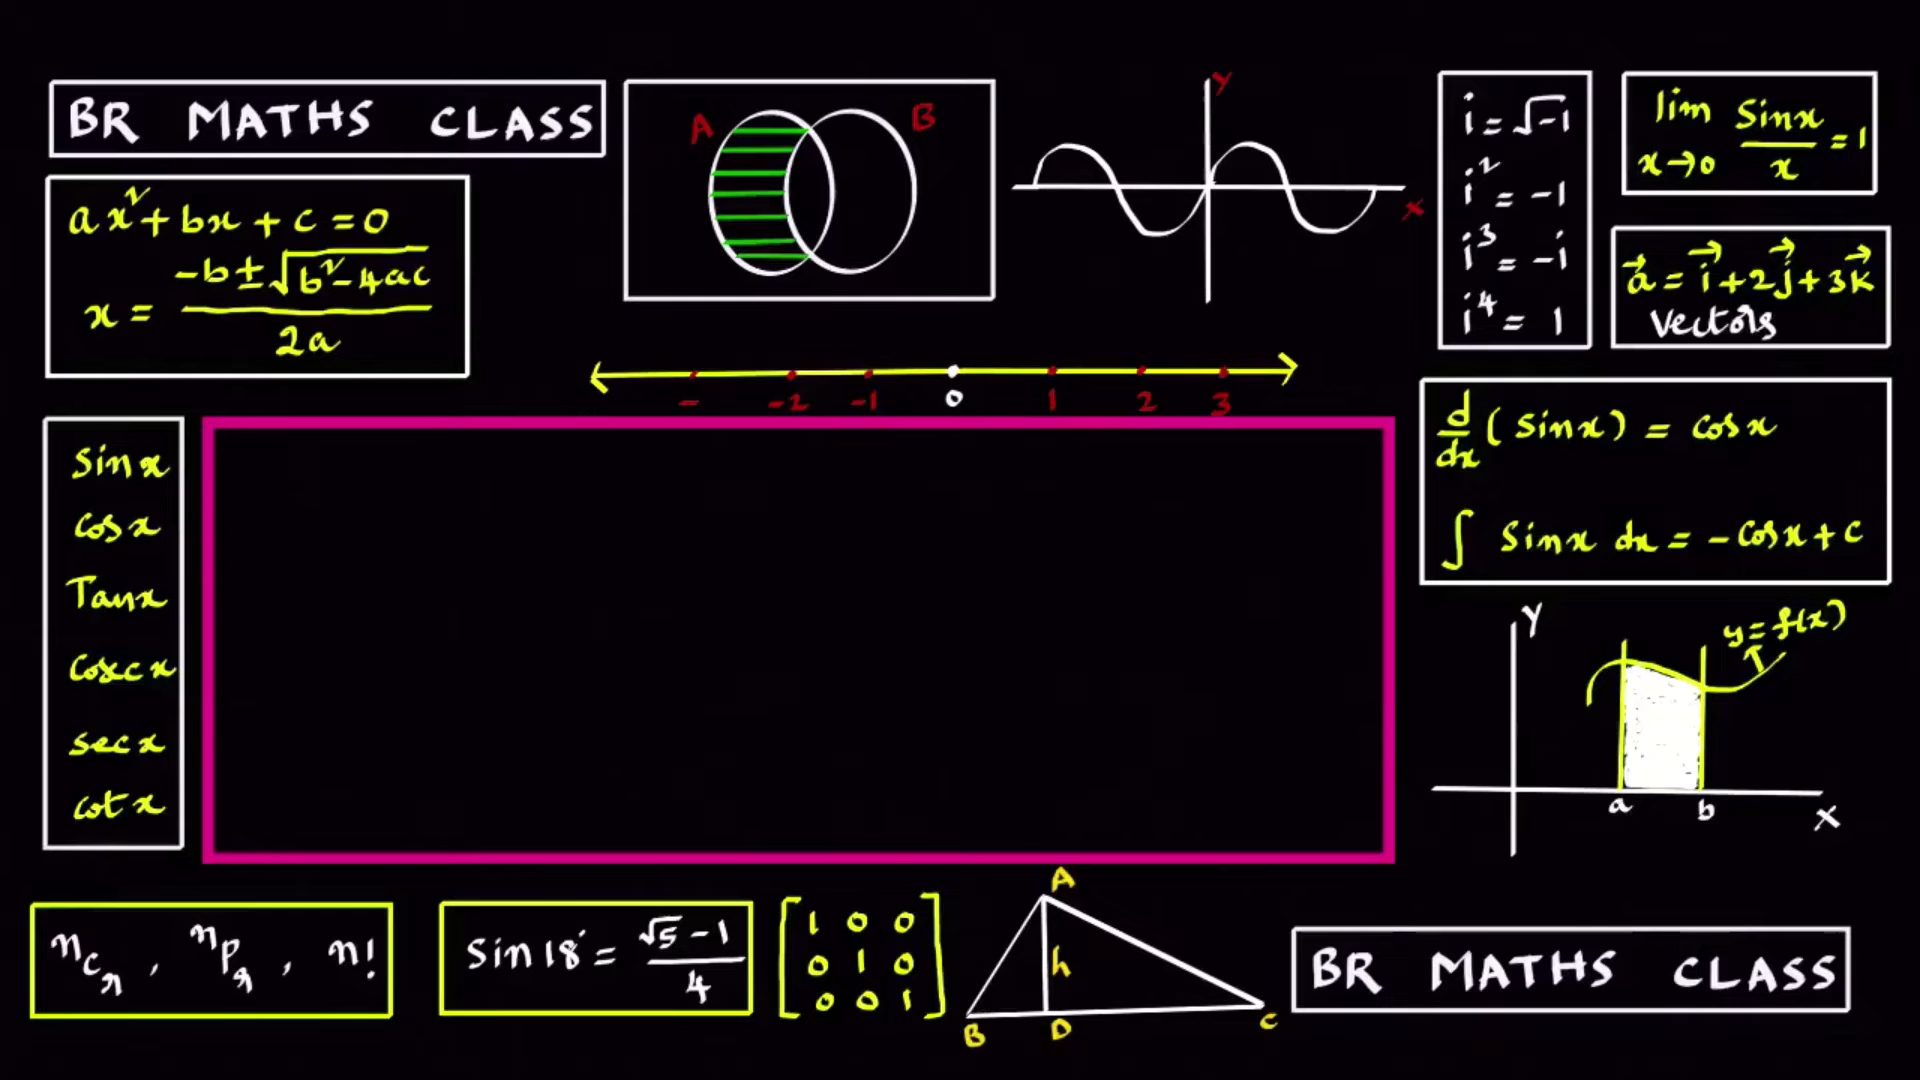 BR MATHS CLASS
ax²+bx+c=0
x = (-b±√(b²-4ac))/2a
A
B
Y
X
i=√-1
i²=-1
i³=-i
i⁴=1
lim x→0 Sinx/x=1
a⃗=i⃗+2j⃗+3k⃗
Vectors
- -2 -1 0 1 2 3
Sinx
Cosx
Tanx
Cosecx
secx
cotx
d/dx(Sinx)=Cosx
∫ Sinx dx=-Cosx+c
Y
y=f(x)
a
b
X
nCr, nPr, n!
Sin18°=(√5-1)/4
1 0 0
0 1 0
0 0 1
A
h
B
D
C
BR MATHS CLASS